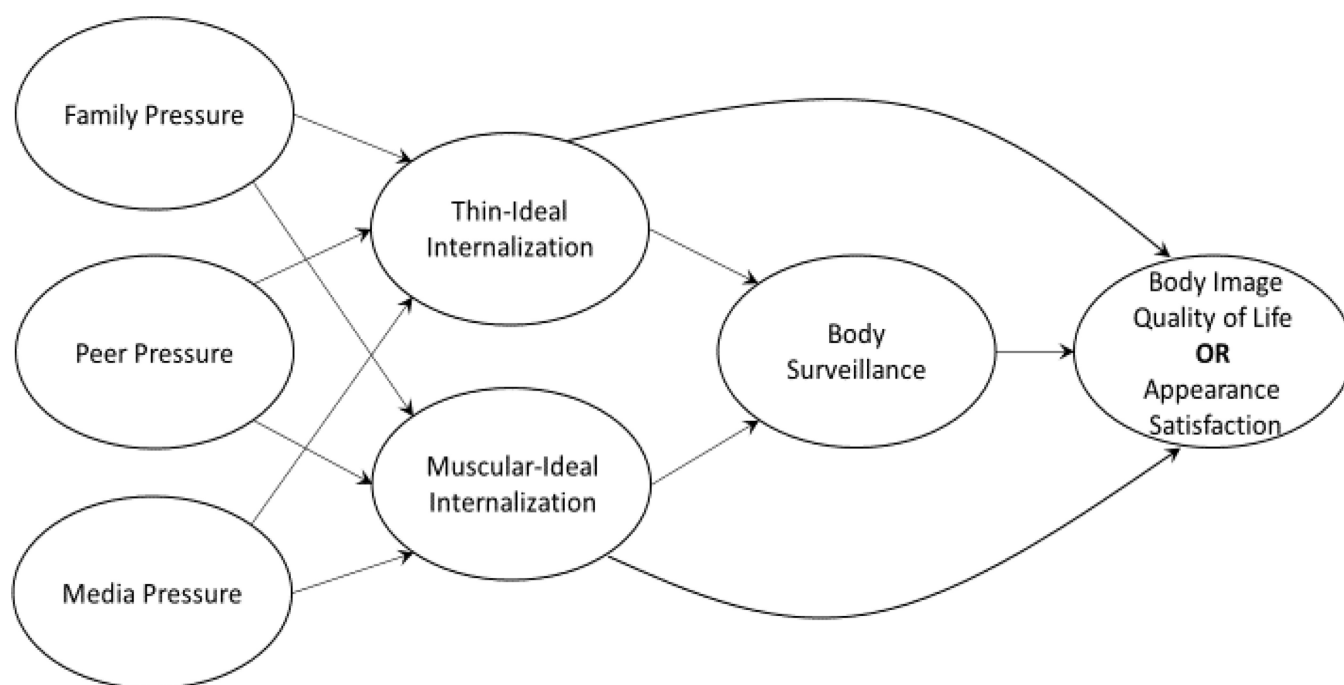 Family Pressure
Thin-Ideal
Internalization
Peer Pressure
Body
Surveillance
Body Image
Quality of Life
OR
Appearance
Satisfaction
Muscular-Ideal
Internalization
Media Pressure